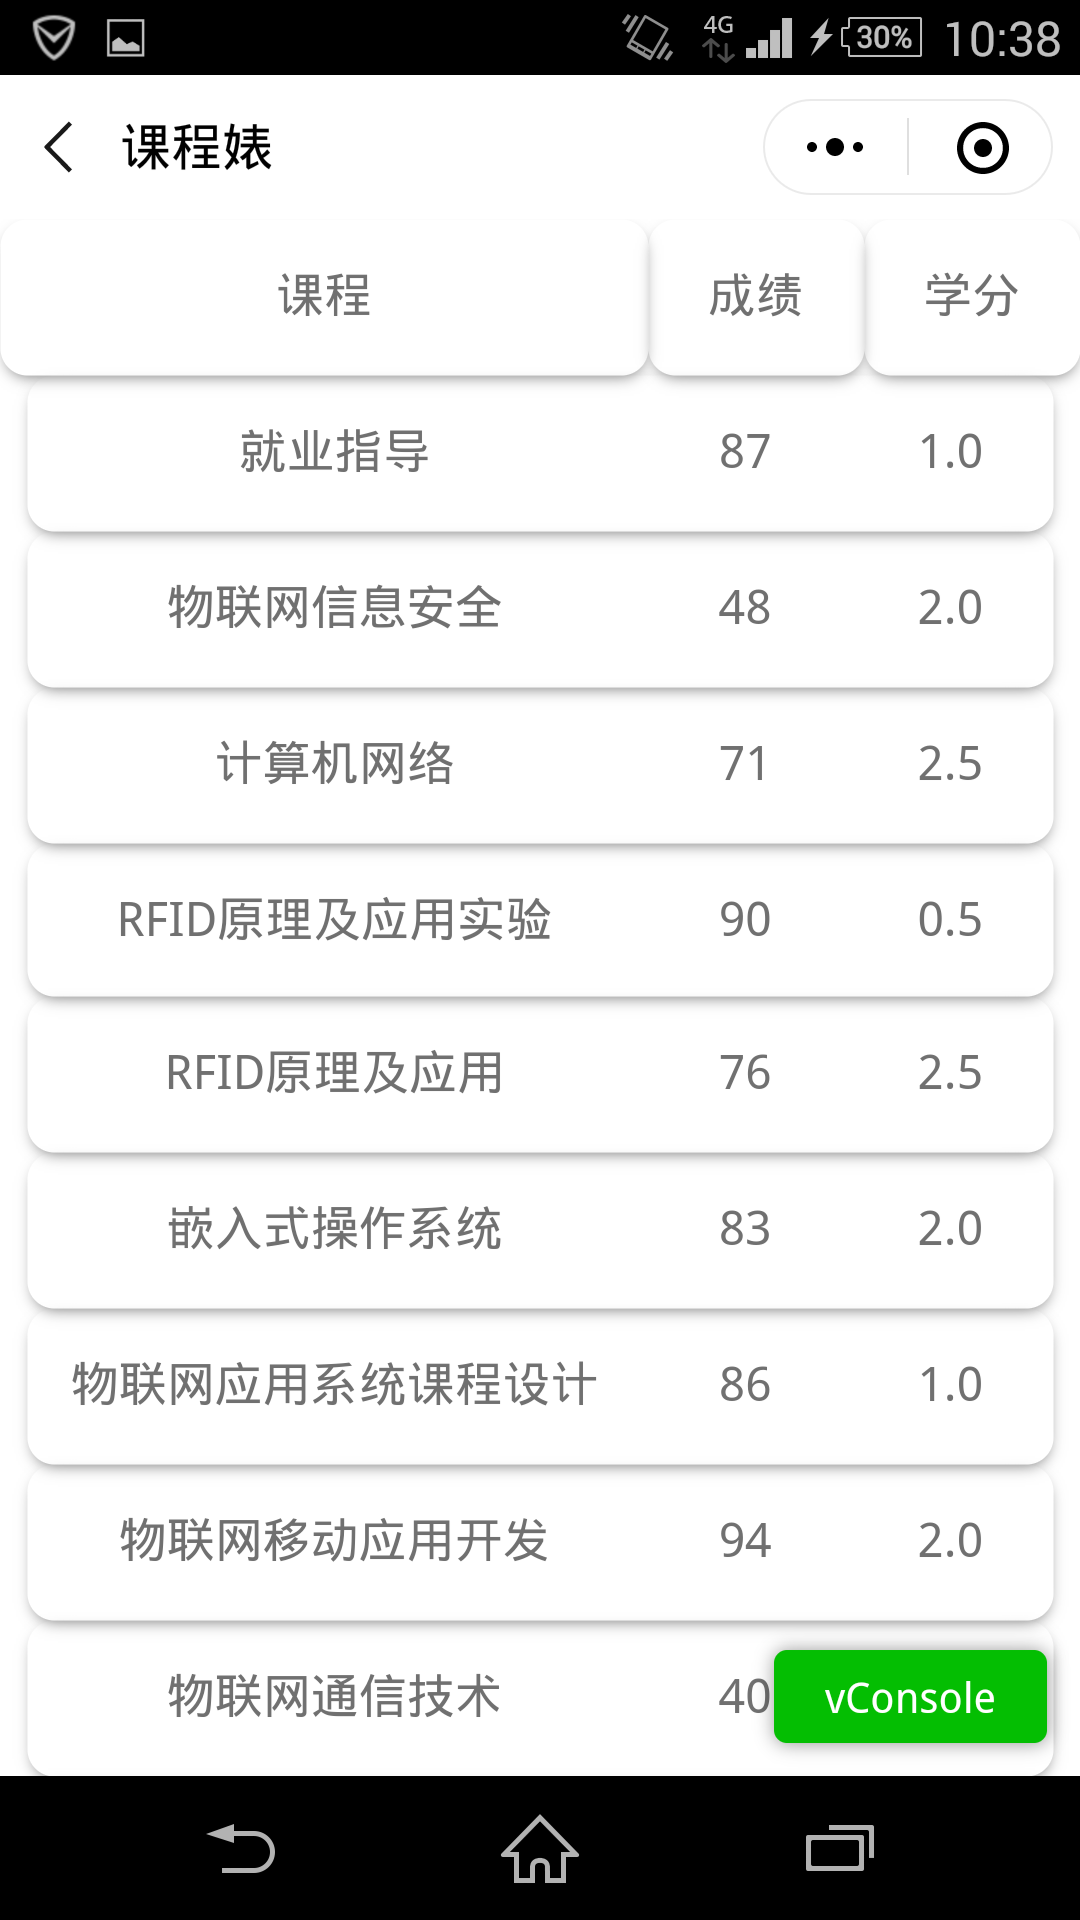 4G 30% 10:38
课程婊
课程 成绩 学分
就业指导 87 1.0
物联网信息安全 48 2.0
计算机网络 71 2.5
RFID原理及应用实验 90 0.5
RFID原理及应用 76 2.5
嵌入式操作系统 83 2.0
物联网应用系统课程设计 86 1.0
物联网移动应用开发 94 2.0
物联网通信技术 40
vConsole